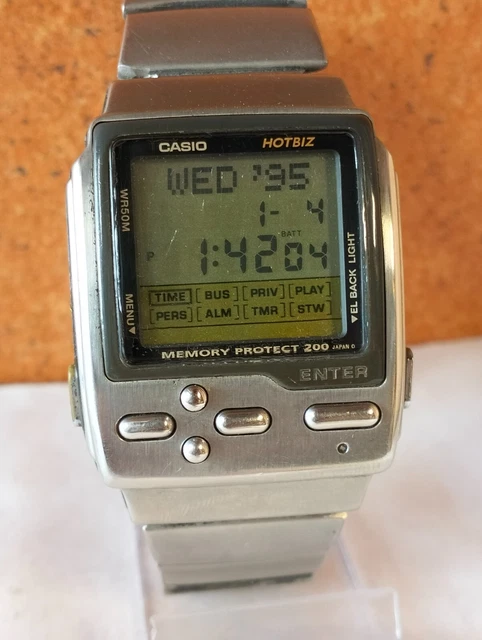 CASIO HOTBIZ
WED '95
1- 4
BATT
P 1:42 04
WR50M
MENU▼
▼EL BACK LIGHT
TIME BUS PRIV PLAY
PERS ALM TMR STW
MEMORY PROTECT 200 JAPAN O
ENTER